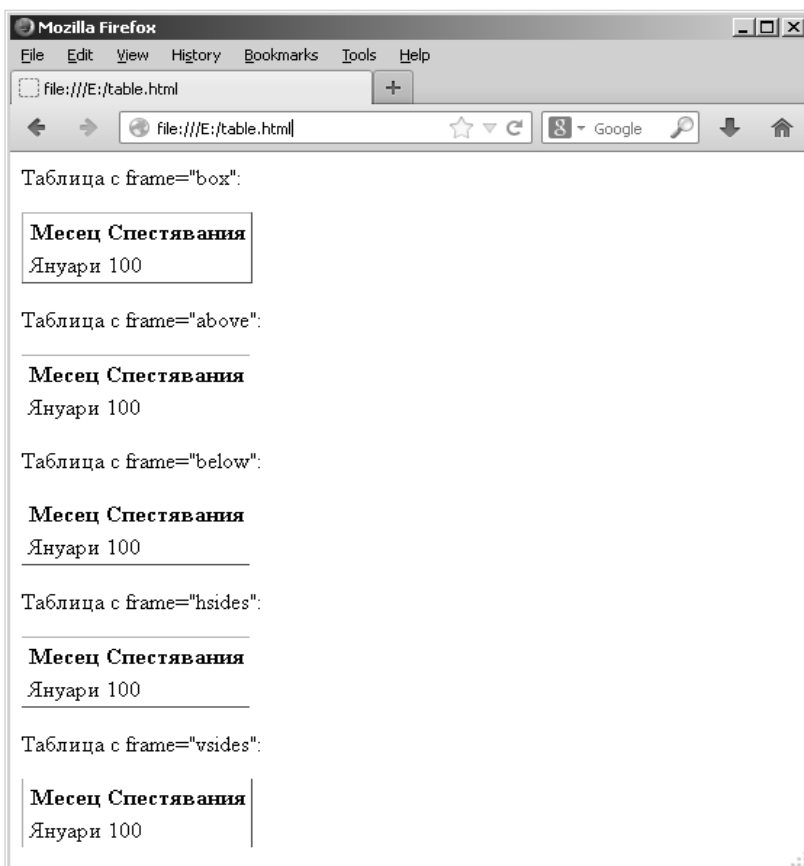 Mozilla Firefox
File Edit View History Bookmarks Tools Help
file:///E:/table.html
file:///E:/table.html 8 Google
Таблица с frame="box":
Месец Спестявания
Януари 100
Таблица с frame="above":
Месец Спестявания
Януари 100
Таблица с frame="below":
Месец Спестявания
Януари 100
Таблица с frame="hsides":
Месец Спестявания
Януари 100
Таблица с frame="vsides":
Месец Спестявания
Януари 100